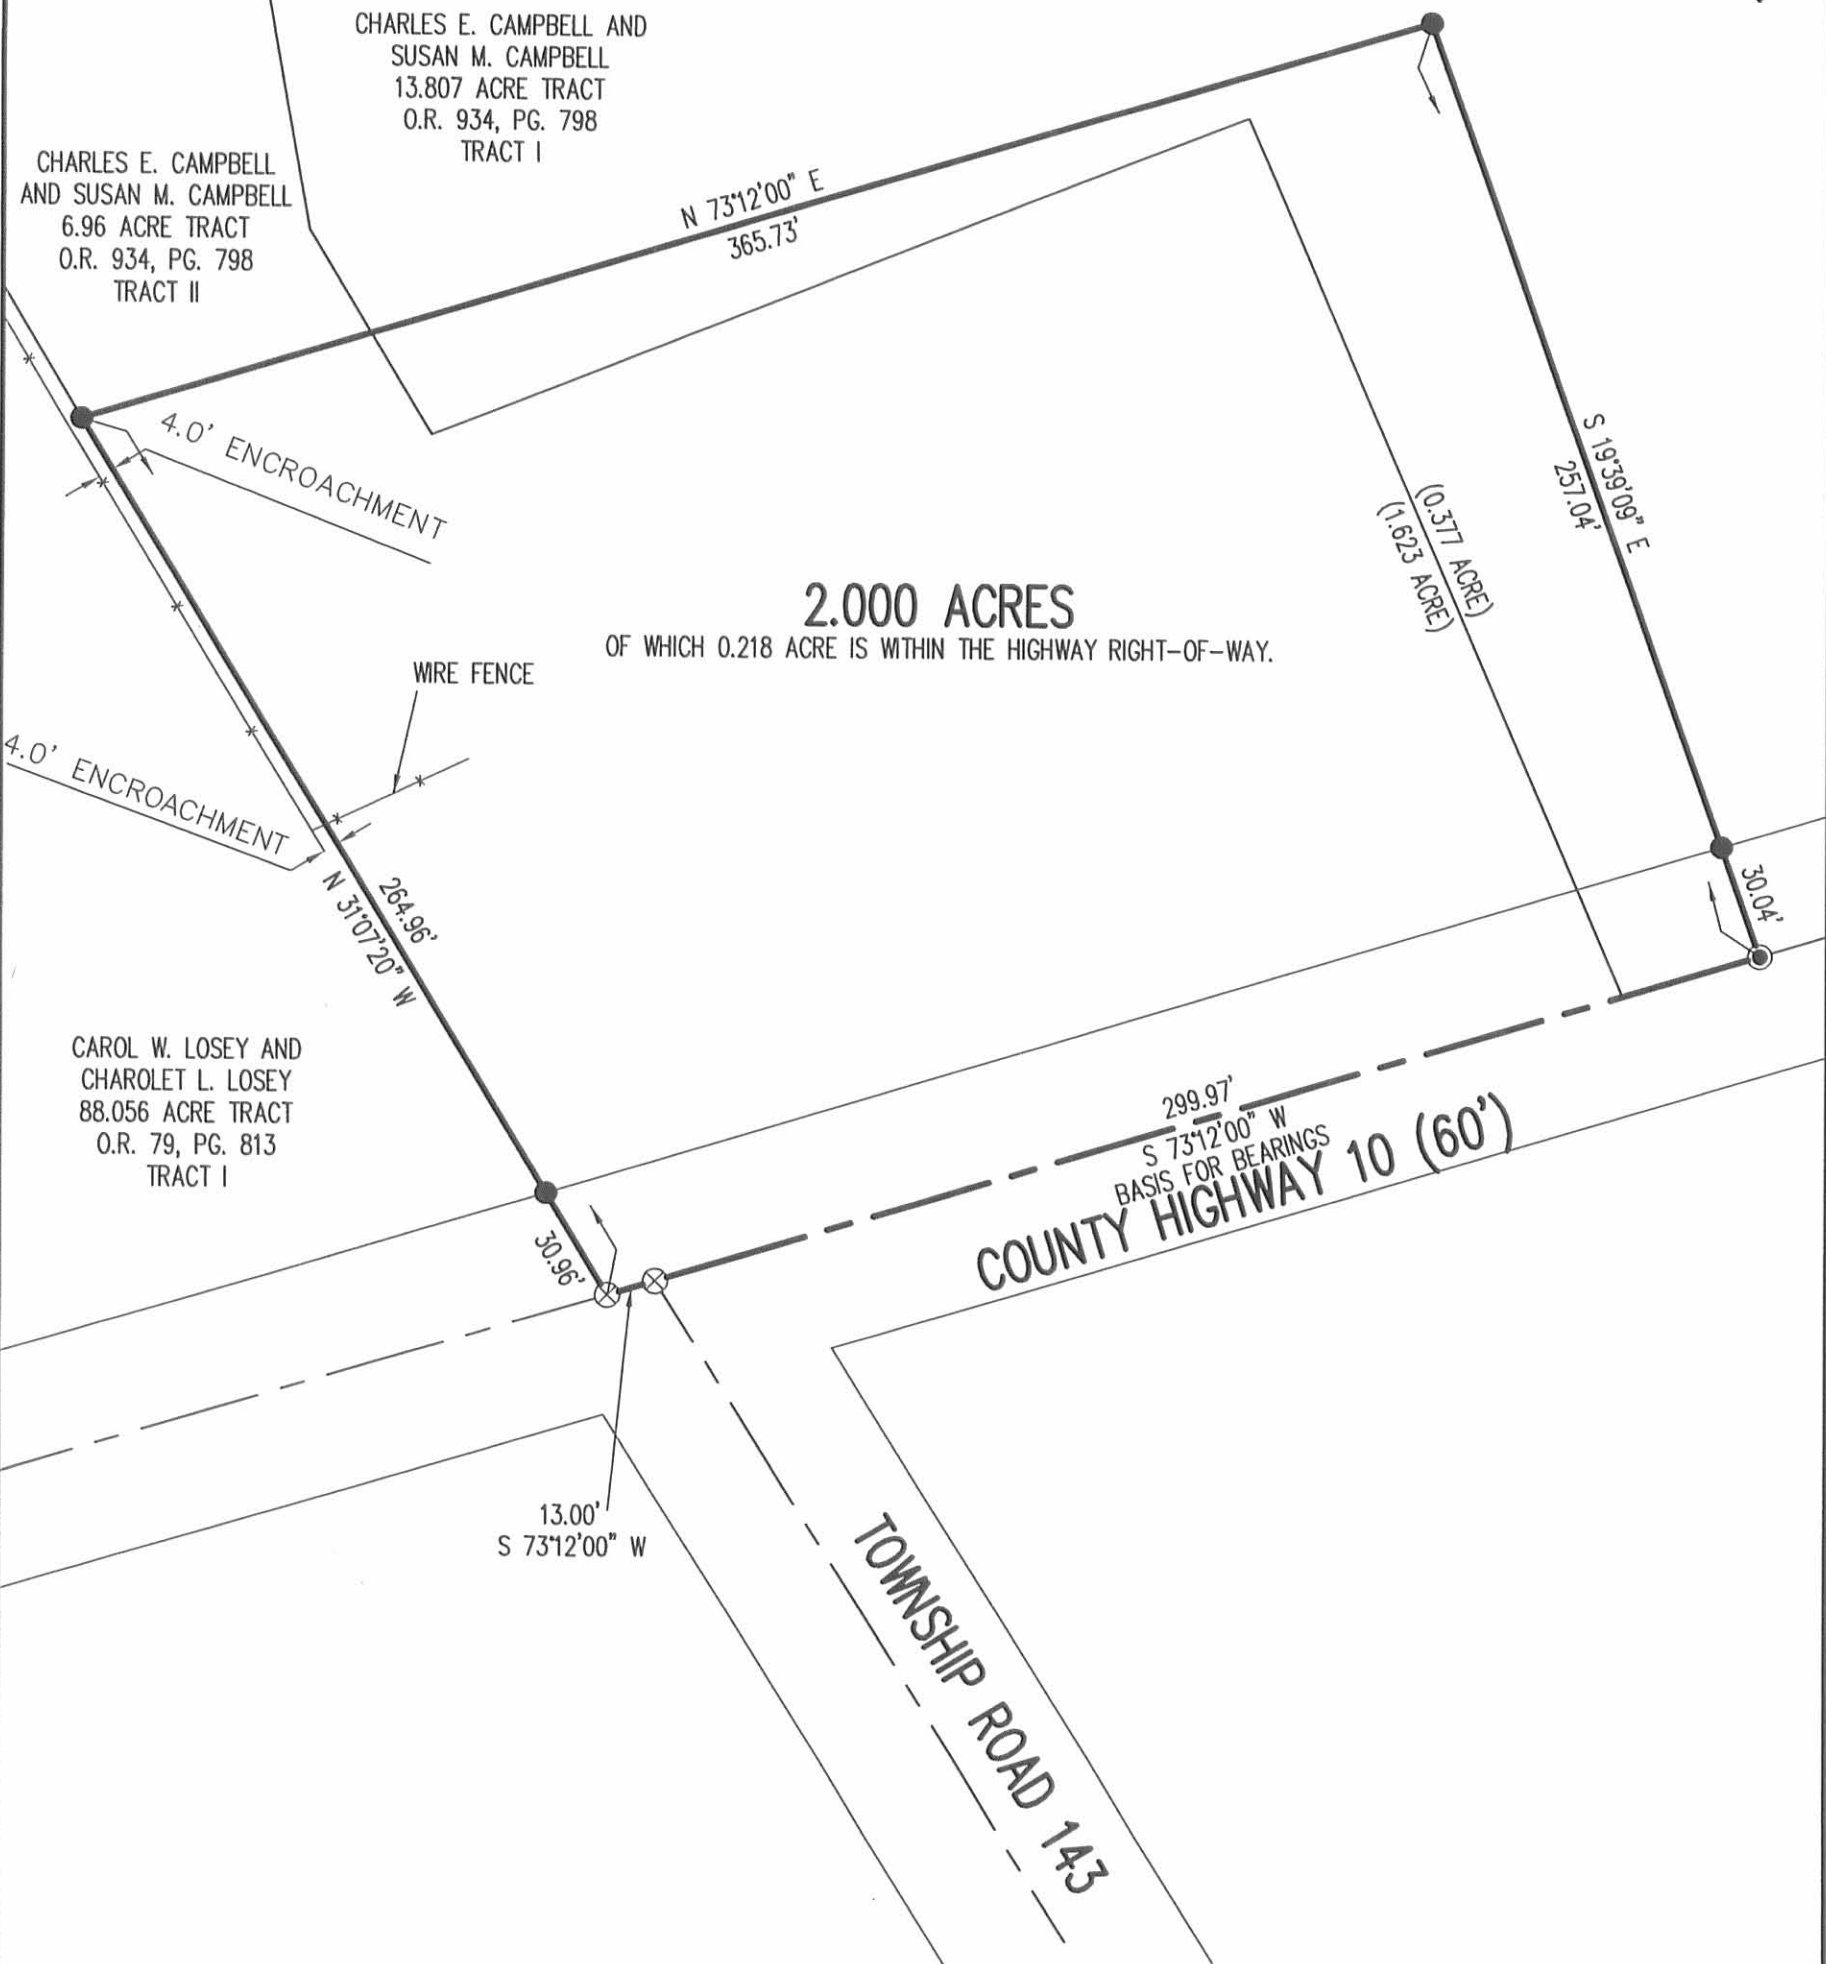 CHARLES E. CAMPBELL AND
SUSAN M. CAMPBELL
13.807 ACRE TRACT
O.R. 934, PG. 798
TRACT I
CHARLES E. CAMPBELL
AND SUSAN M. CAMPBELL
6.96 ACRE TRACT
O.R. 934, PG. 798
TRACT II
N 73°12'00" E
365.73'
4.0' ENCROACHMENT
S 19°39'09" E
257.04'
(0.377 ACRE)
(1.623 ACRE)
2.000 ACRES
OF WHICH 0.218 ACRE IS WITHIN THE HIGHWAY RIGHT-OF-WAY.
WIRE FENCE
4.0' ENCROACHMENT
264.96'
N 31°07'20" W
30.04'
CAROL W. LOSEY AND
CHAROLET L. LOSEY
88.056 ACRE TRACT
O.R. 79, PG. 813
TRACT I
299.97'
S 73°12'00" W
BASIS FOR BEARINGS
COUNTY HIGHWAY 10 (60')
30.96'
13.00'
S 73°12'00" W
TOWNSHIP ROAD 143